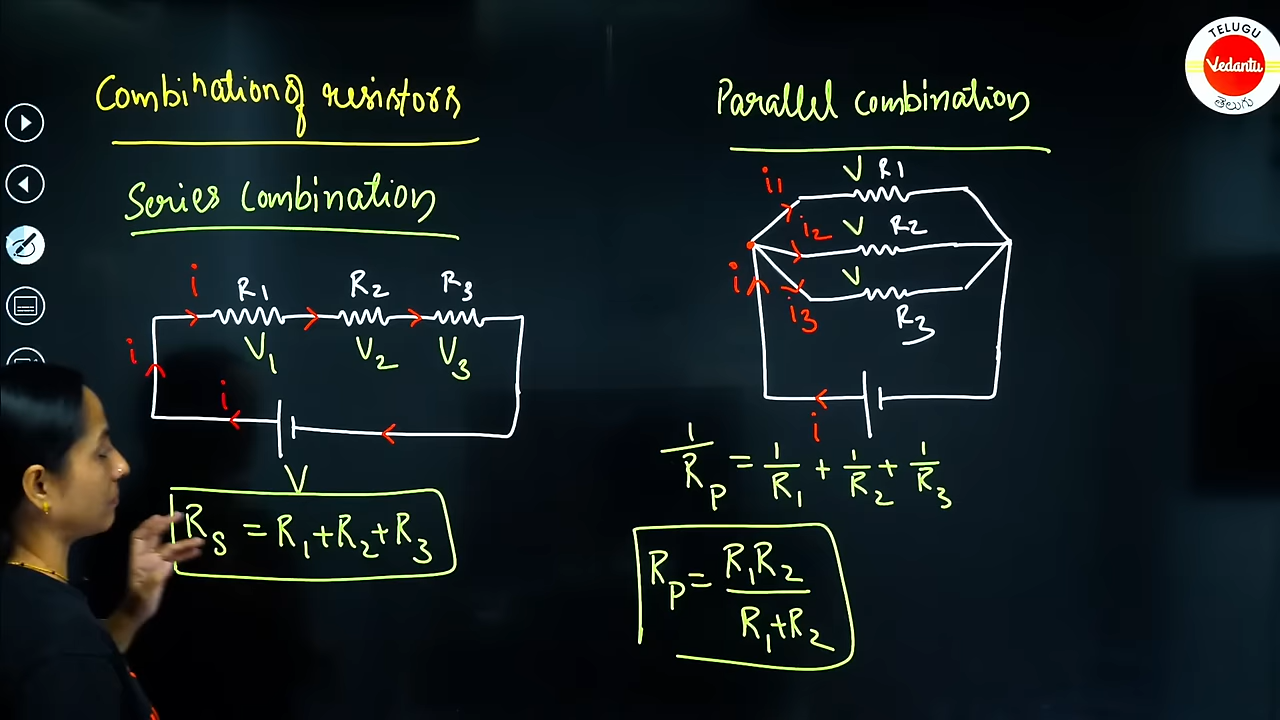 Combination of resistors
Series Combination
i
R1 R2 R3
i
V1 V2 V3
i
V
Rs = R1+R2+R3
Parallel combination
V R1
i1
i2 V R2
i V
i3 R3
i
1/Rp = 1/R1 + 1/R2 + 1/R3
Rp = R1R2/R1+R2
TELUGU
Vedantu
తెలుగు